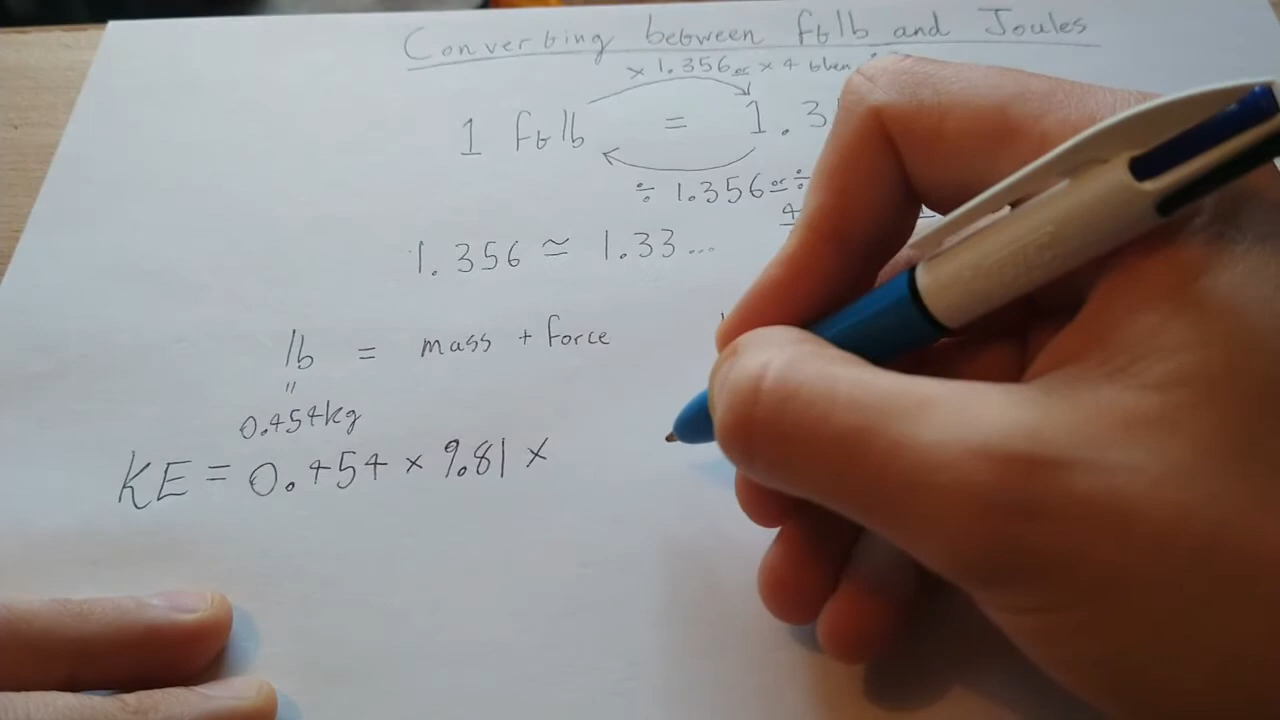 Converting between ftlb and Joules
× 1.356 or × 4 then
1 ftlb = 1.3
÷ 1.356 or ÷
4
1.356 ≃ 1.33...
lb = mass + force
"
0.454kg
KE = 0.454 × 9.81 ×